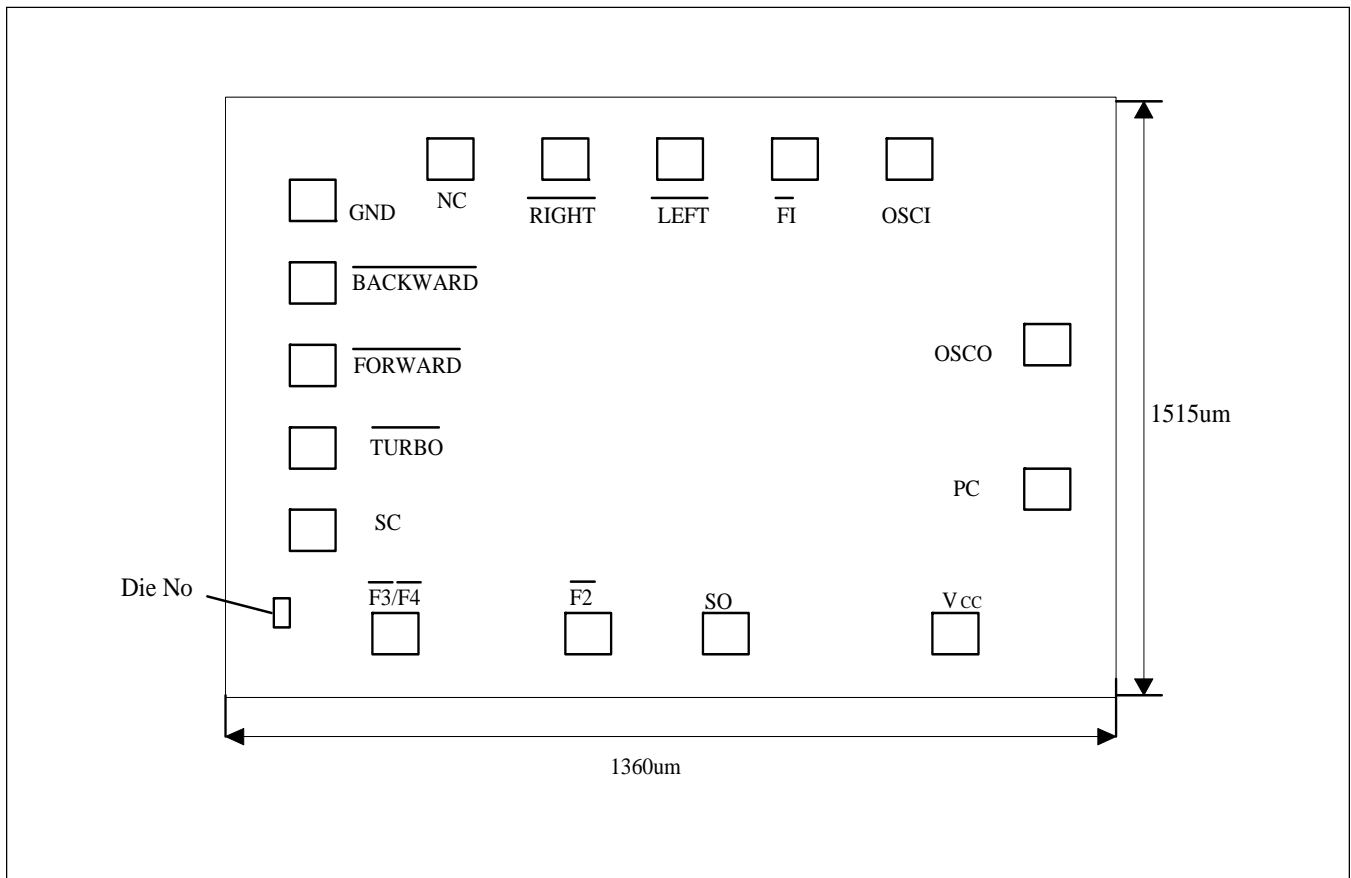 NC
GND
RIGHT
LEFT
FI
OSCI
BACKWARD
FORWARD
OSCO
1515um
TURBO
PC
SC
Die No
F3/F4
F2
SO
VCC
1360um